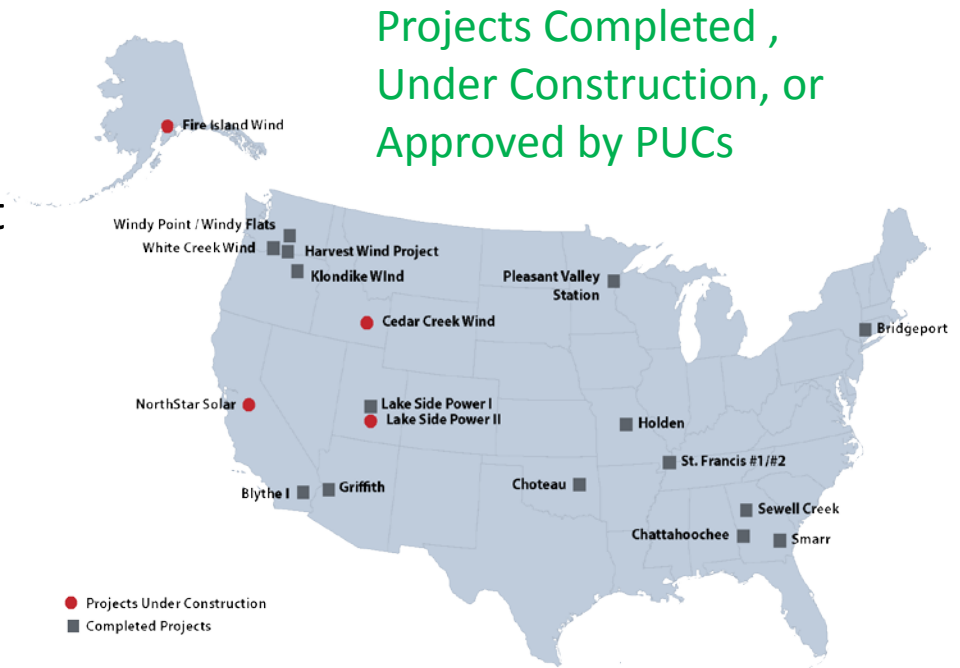 Projects Completed ,
Under Construction, or
Approved by PUCs
Fire Island Wind
t
Windy Point / Windy Flats
White Creek Wind
Harvest Wind Project
Klondike WInd
Pleasant Valley
Station
Cedar Creek Wind
Bridgeport
NorthStar Solar
Lake Side Power I
Lake Side Power II
Holden
St. Francis #1/#2
Blythe I
Griffith
Choteau
Sewell Creek
Chattahoochee
Smarr
Projects Under Construction
Completed Projects